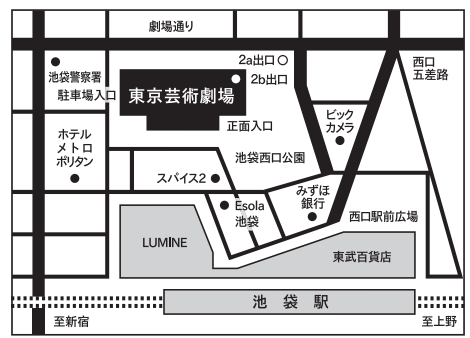 劇場通り
2a出口
2b出口
西口
五差路
池袋警察署
駐車場入口
東京芸術劇場
正面入口
ビック
カメラ
ホテル
メトロ
ポリタン
池袋西口公園
スパイス2
みずほ
銀行
Esola
池袋
西口駅前広場
LUMINE
東武百貨店
池袋駅
至新宿
至上野